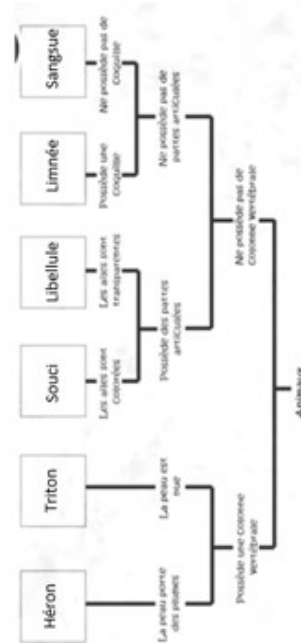 Animaux
Possède une colonne
vertébrale
Ne possède pas de
colonne vertébrale
La peau porte
des plumes
La peau est
nue
Possède des pattes
articulées
Ne possède pas de
pattes articulées
Les ailes sont
colorées
Les ailes sont
transparentes
Possède une
coquille
Ne possède pas de
coquille
Héron
Triton
Souci
Libellule
Limnée
Sangsue